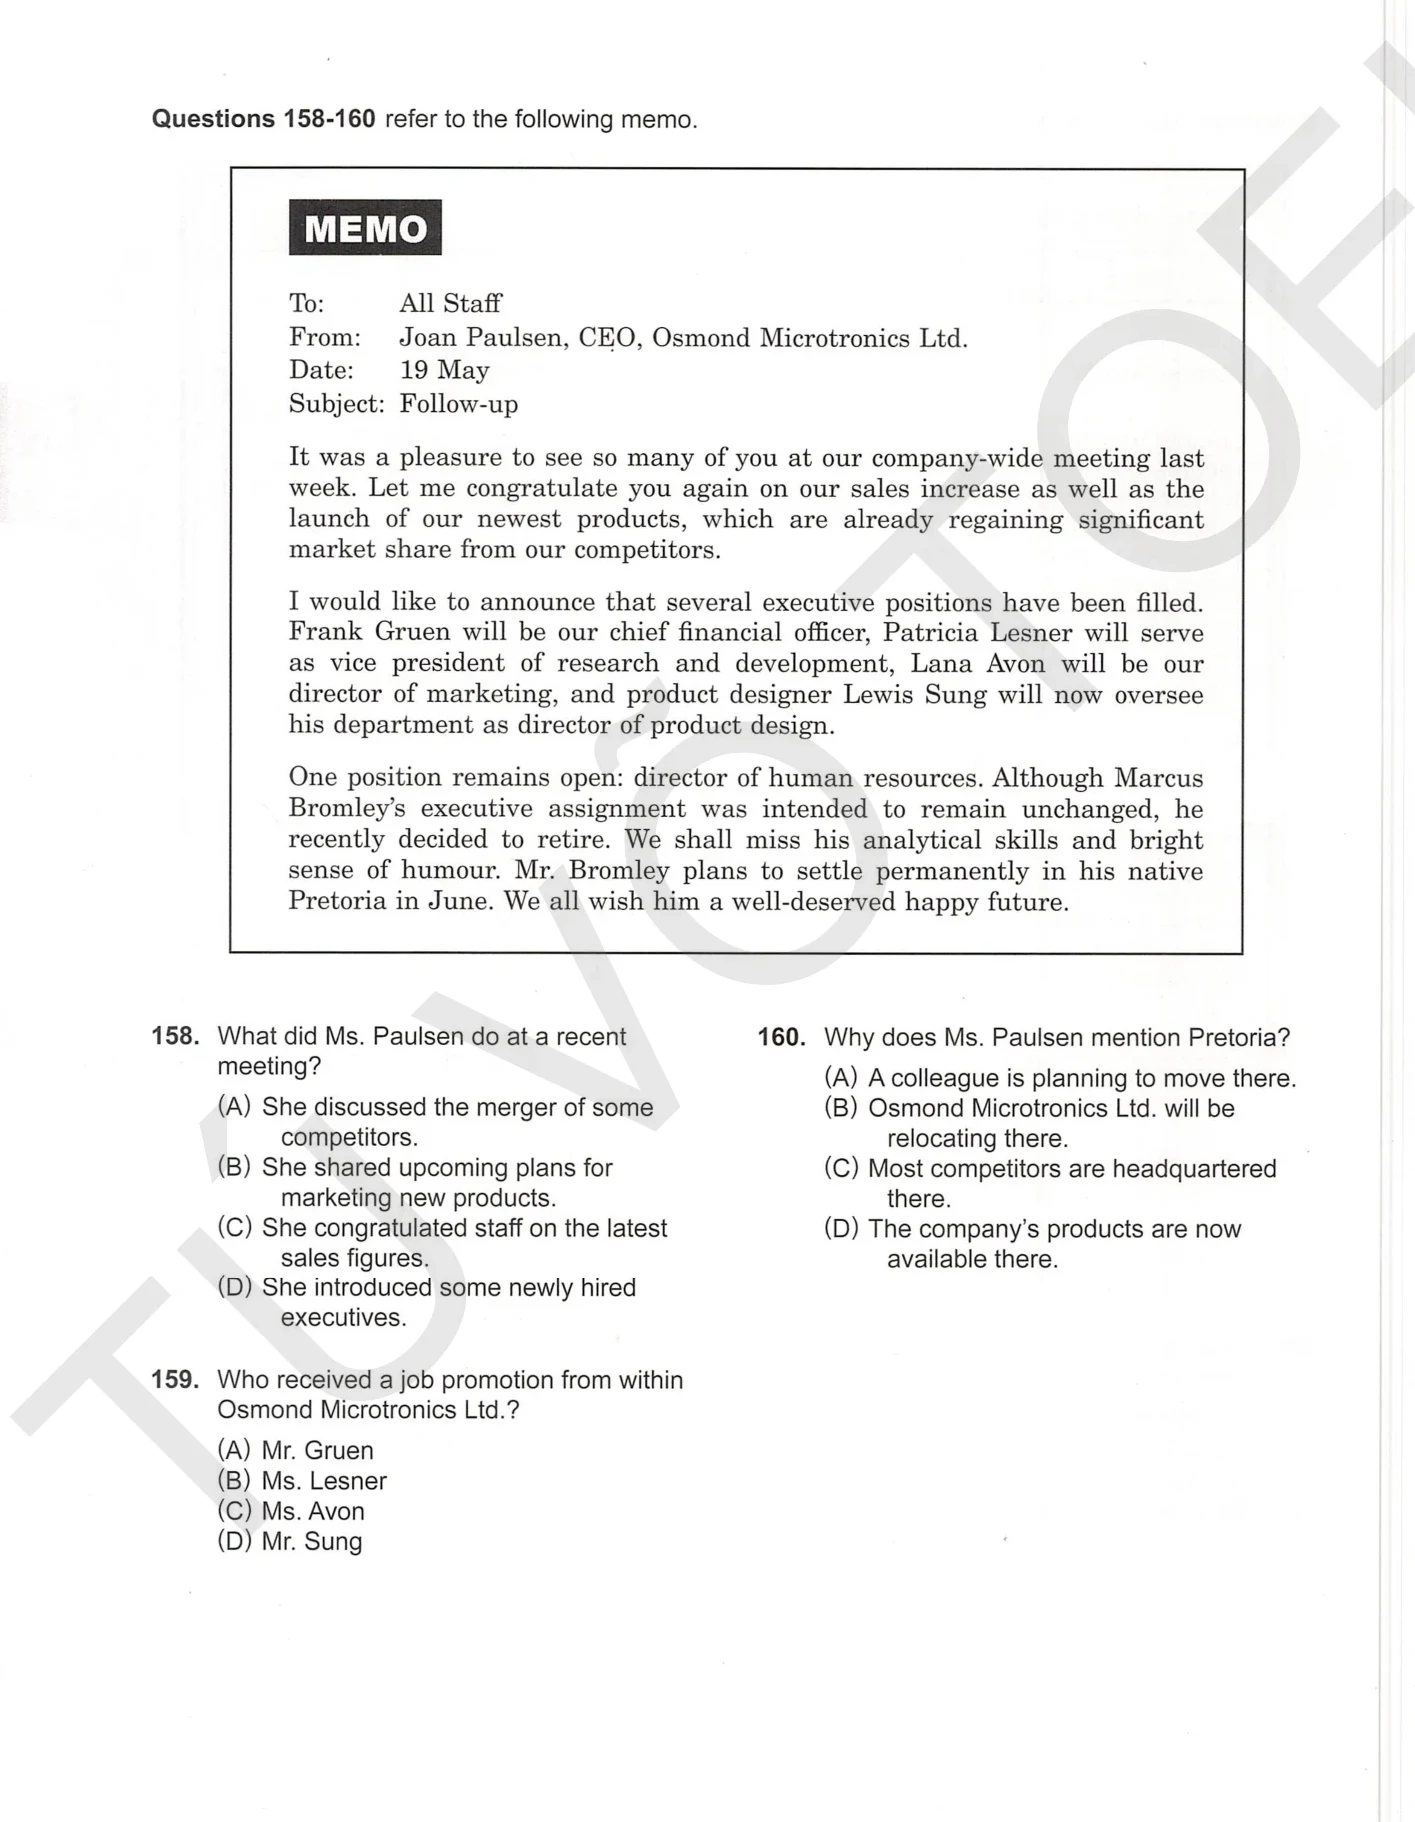 Questions 158-160 refer to the following memo.
MEMO
To: All Staff
From: Joan Paulsen, CEO, Osmond Microtronics Ltd.
Date: 19 May
Subject: Follow-up
It was a pleasure to see so many of you at our company-wide meeting last
week. Let me congratulate you again on our sales increase as well as the
launch of our newest products, which are already regaining significant
market share from our competitors.
I would like to announce that several executive positions have been filled.
Frank Gruen will be our chief financial officer, Patricia Lesner will serve
as vice president of research and development, Lana Avon will be our
director of marketing, and product designer Lewis Sung will now oversee
his department as director of product design.
One position remains open: director of human resources. Although Marcus
Bromley's executive assignment was intended to remain unchanged, he
recently decided to retire. We shall miss his analytical skills and bright
sense of humour. Mr. Bromley plans to settle permanently in his native
Pretoria in June. We all wish him a well-deserved happy future.
158. What did Ms. Paulsen do at a recent
meeting?
(A) She discussed the merger of some
competitors.
(B) She shared upcoming plans for
marketing new products.
(C) She congratulated staff on the latest
sales figures.
(D) She introduced some newly hired
executives.
159. Who received a job promotion from within
Osmond Microtronics Ltd.?
(A) Mr. Gruen
(B) Ms. Lesner
(C) Ms. Avon
(D) Mr. Sung
160. Why does Ms. Paulsen mention Pretoria?
(A) A colleague is planning to move there.
(B) Osmond Microtronics Ltd. will be
relocating there.
(C) Most competitors are headquartered
there.
(D) The company's products are now
available there.
TÚ VÕ TOE